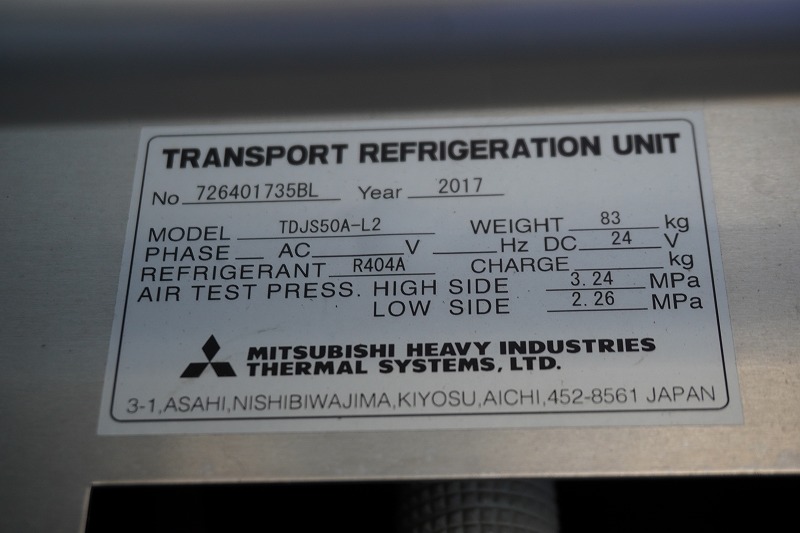 TRANSPORT REFRIGERATION UNIT
No 726401735BL Year 2017
MODEL TDJS50A-L2 WEIGHT 83 kg
PHASE AC V Hz DC 24 V
REFRIGERANT R404A CHARGE kg
AIR TEST PRESS. HIGH SIDE 3.24 MPa
LOW SIDE 2.26 MPa
MITSUBISHI HEAVY INDUSTRIES
THERMAL SYSTEMS, LTD.
3-1,ASAHI,NISHIBIWAJIMA,KIYOSU,AICHI,452-8561 JAPAN